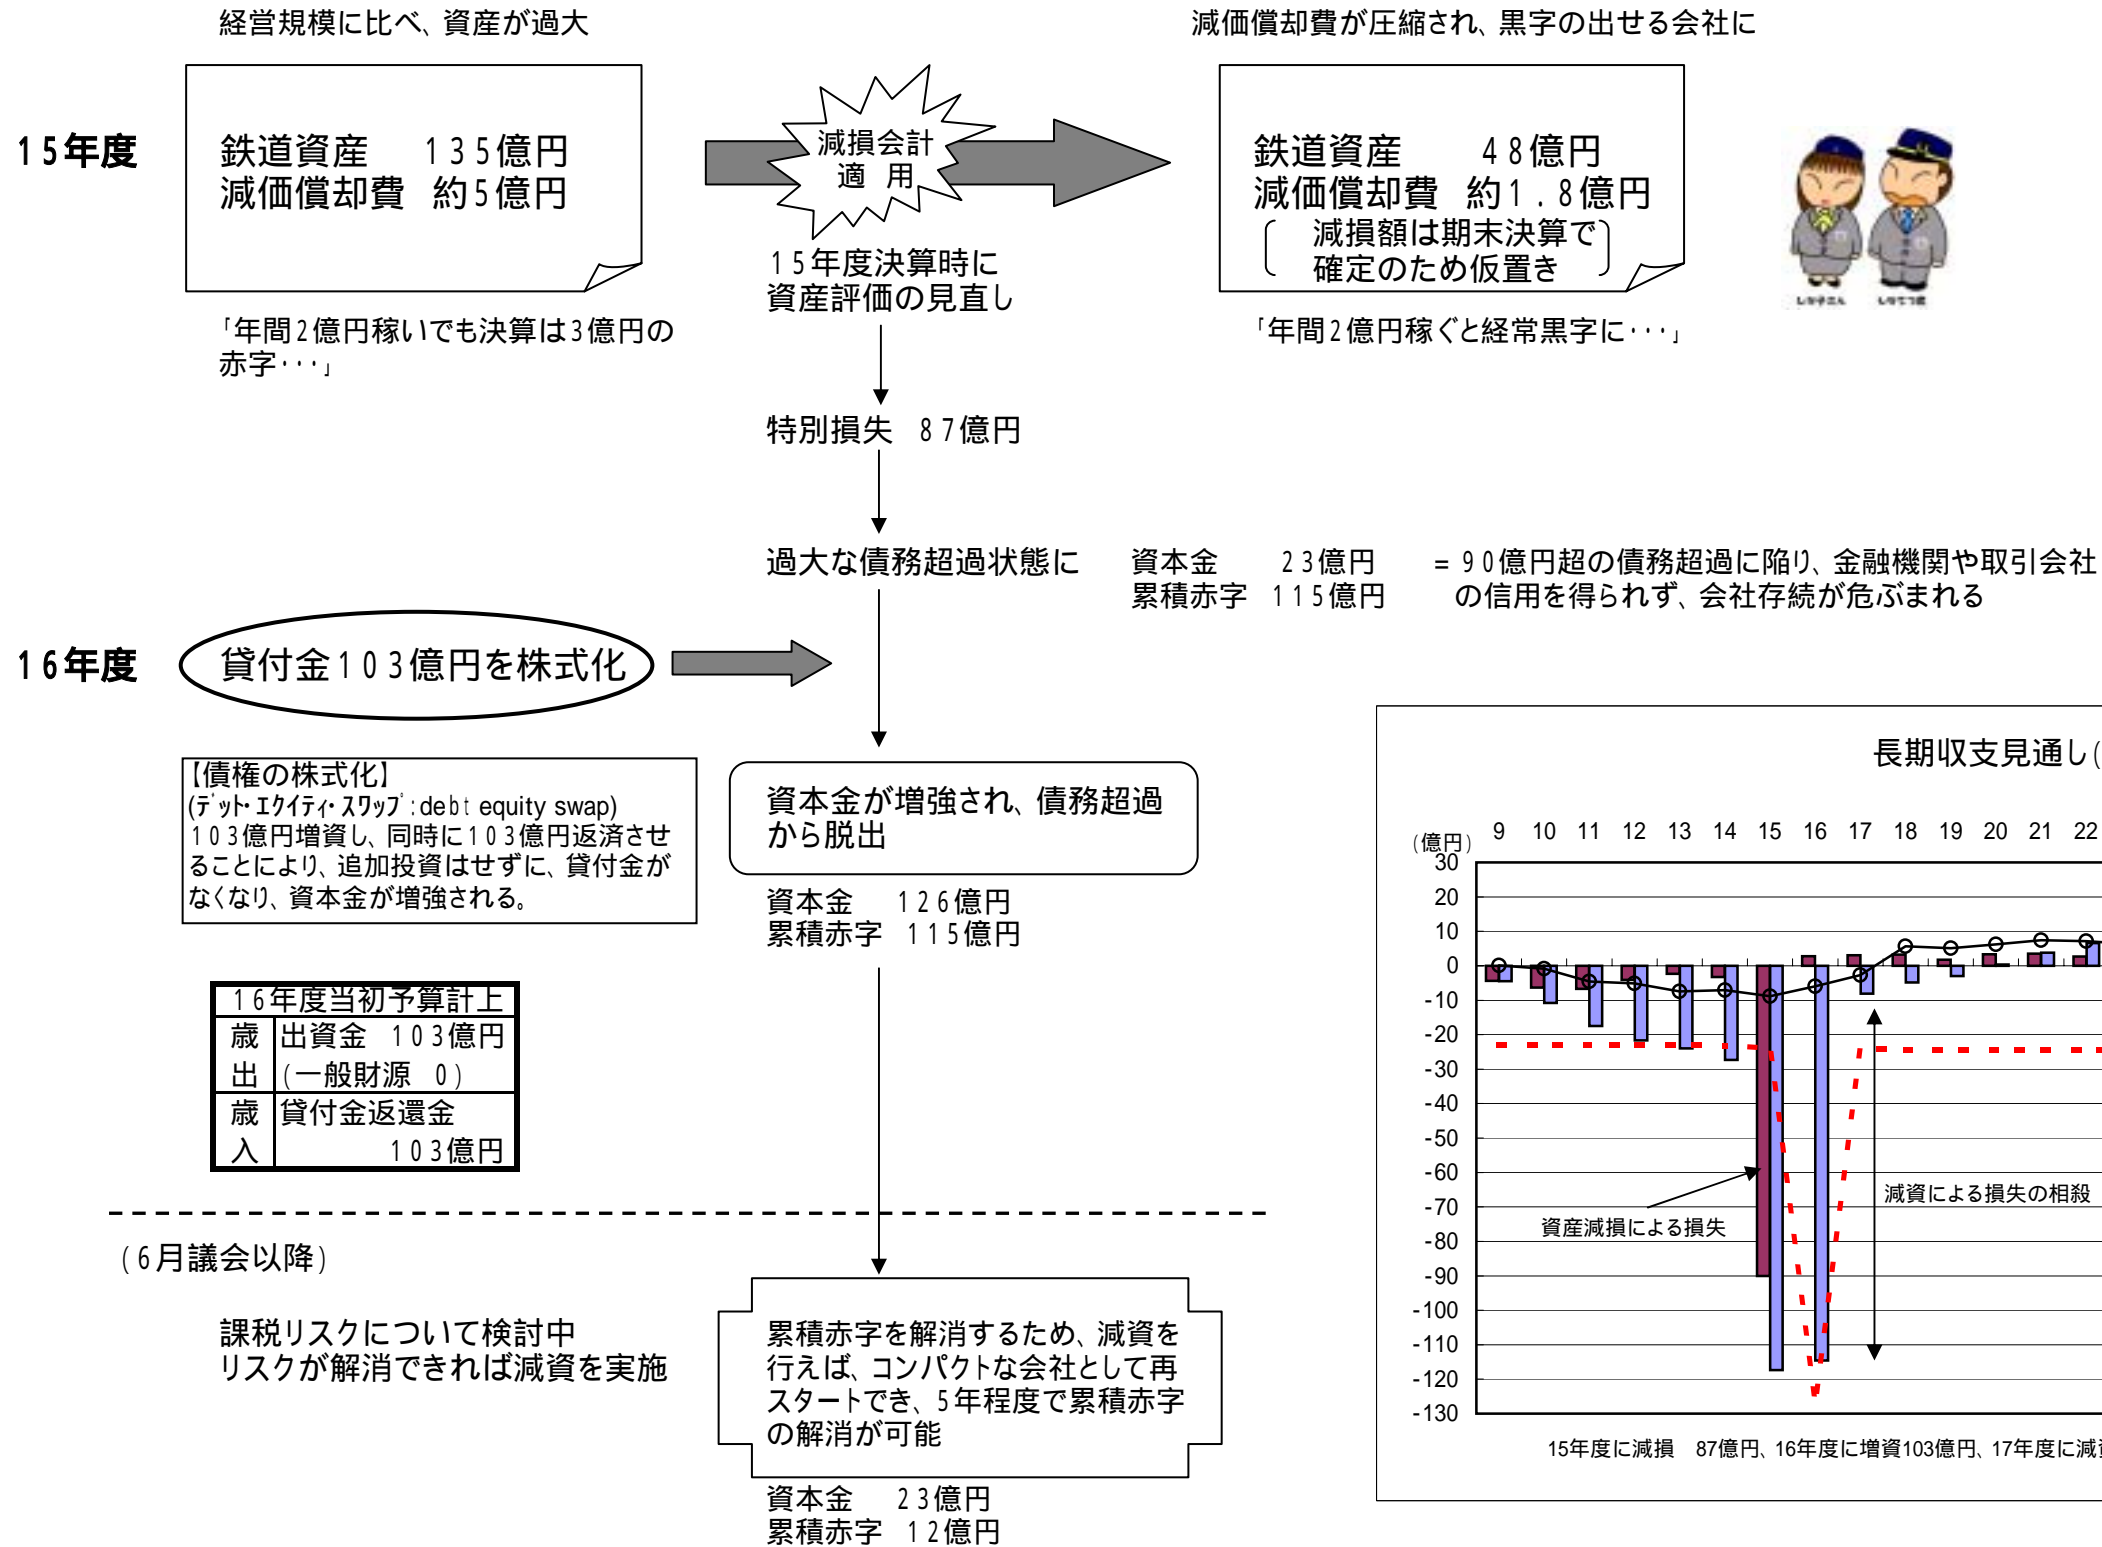 経営規模に比べ、資産が過大
減価償却費が圧縮され、黒字の出せる会社に
15年度
鉄道資産　135億円
減価償却費　約5億円
減損会計
適　用
鉄道資産　48億円
減価償却費　約1.8億円
減損額は期末決算で
確定のため仮置き
15年度決算時に
資産評価の見直し
「年間2億円稼いでも決算は3億円の
赤字・・・」
「年間2億円稼ぐと経常黒字に・・・」
特別損失　87億円
過大な債務超過状態に
資本金　23億円
累積赤字　115億円
=90億円超の債務超過に陥り、金融機関や取引会社
の信用を得られず、会社存続が危ぶまれる
16年度
貸付金103億円を株式化
【債権の株式化】
(デット・エクイティ・スワップ:debt equity swap)
103億円増資し、同時に103億円返済させ
ることにより、追加投資はせずに、貸付金が
なくなり、資本金が増強される。
資本金が増強され、債務超過
から脱出
資本金　126億円
累積赤字　115億円
16年度当初予算計上
歳出
出資金　103億円
(一般財源　0)
歳入
貸付金返還金
103億円
(6月議会以降)
課税リスクについて検討中
リスクが解消できれば減資を実施
累積赤字を解消するため、減資を
行えば、コンパクトな会社として再
スタートでき、5年程度で累積赤字
の解消が可能
資本金　23億円
累積赤字　12億円
長期収支見通し(
(億円)
9 10 11 12 13 14 15 16 17 18 19 20 21 22
30
20
10
0
-10
-20
-30
-40
-50
-60
-70
-80
-90
-100
-110
-120
-130
資産減損による損失
減資による損失の相殺
15年度に減損　87億円、16年度に増資103億円、17年度に減